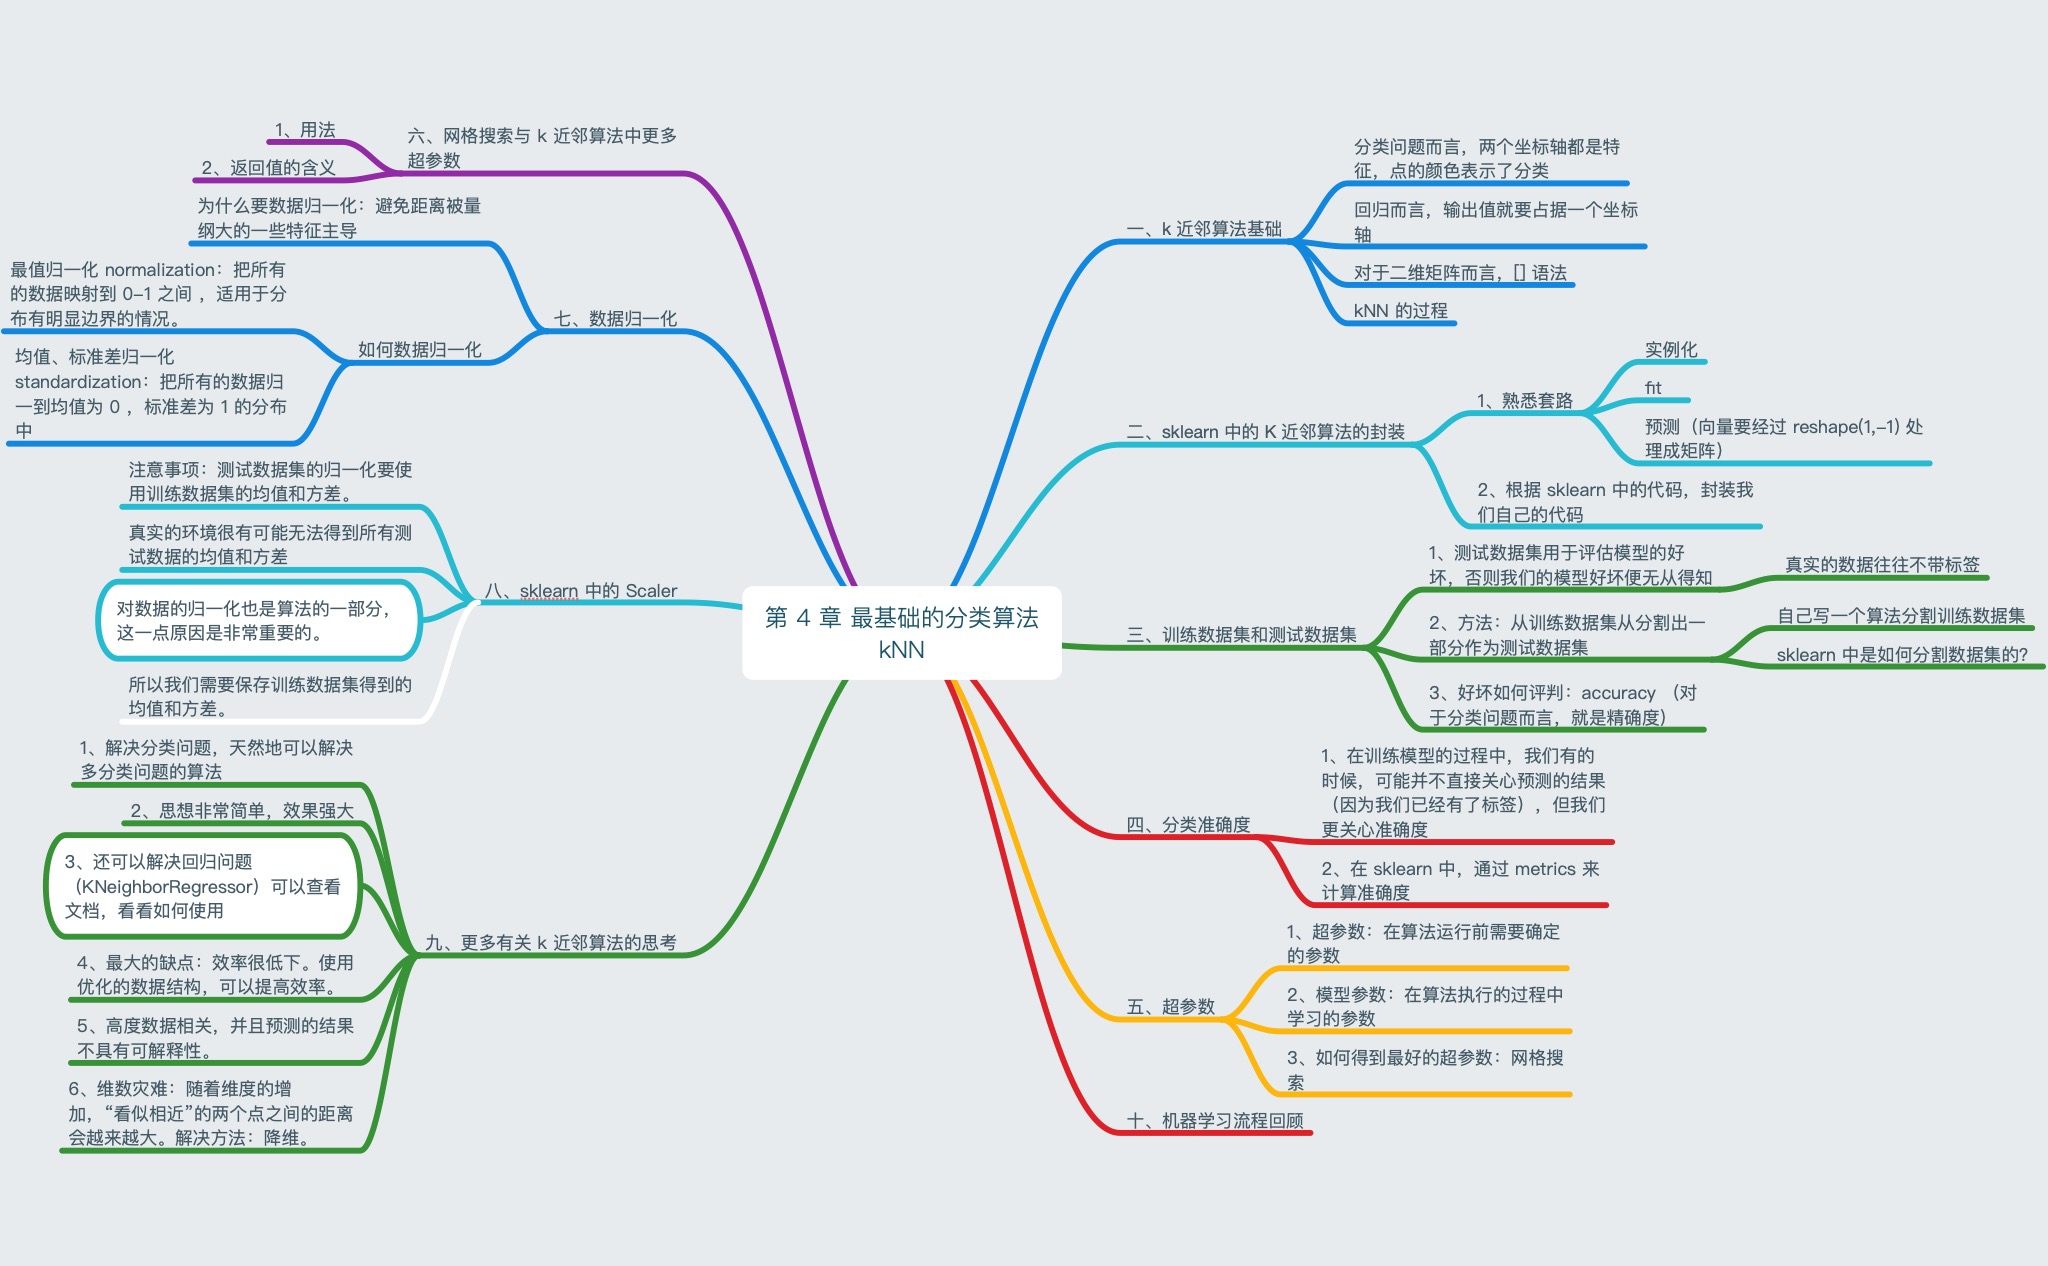 第 4 章 最基础的分类算法
kNN
一、k 近邻算法基础
分类问题而言，两个坐标轴都是特
征，点的颜色表示了分类
回归而言，输出值就要占据一个坐标
轴
对于二维矩阵而言，[] 语法
kNN 的过程
二、sklearn 中的 K 近邻算法的封装
1、熟悉套路
实例化
fit
预测（向量要经过 reshape(1,-1) 处
理成矩阵）
2、根据 sklearn 中的代码，封装我
们自己的代码
三、训练数据集和测试数据集
1、测试数据集用于评估模型的好
坏，否则我们的模型好坏便无从得知
真实的数据往往不带标签
2、方法：从训练数据集从分割出一
部分作为测试数据集
自己写一个算法分割训练数据集
sklearn 中是如何分割数据集的？
3、好坏如何评判：accuracy （对
于分类问题而言，就是精确度）
四、分类准确度
1、在训练模型的过程中，我们有的
时候，可能并不直接关心预测的结果
（因为我们已经有了标签），但我们
更关心准确度
2、在 sklearn 中，通过 metrics 来
计算准确度
五、超参数
1、超参数：在算法运行前需要确定
的参数
2、模型参数：在算法执行的过程中
学习的参数
3、如何得到最好的超参数：网格搜
索
十、机器学习流程回顾
六、网格搜索与 k 近邻算法中更多
超参数
1、用法
2、返回值的含义
七、数据归一化
为什么要数据归一化：避免距离被量
纲大的一些特征主导
如何数据归一化
最值归一化 normalization：把所有
的数据映射到 0-1 之间 ，适用于分
布有明显边界的情况。
均值、标准差归一化
standardization：把所有的数据归
一到均值为 0 ，标准差为 1 的分布
中
八、sklearn 中的 Scaler
注意事项：测试数据集的归一化要使
用训练数据集的均值和方差。
真实的环境很有可能无法得到所有测
试数据的均值和方差
对数据的归一化也是算法的一部分，
这一点原因是非常重要的。
所以我们需要保存训练数据集得到的
均值和方差。
九、更多有关 k 近邻算法的思考
1、解决分类问题，天然地可以解决
多分类问题的算法
2、思想非常简单，效果强大
3、还可以解决回归问题
（KNeighborRegressor）可以查看
文档，看看如何使用
4、最大的缺点：效率很低下。使用
优化的数据结构，可以提高效率。
5、高度数据相关，并且预测的结果
不具有可解释性。
6、维数灾难：随着维度的增
加，“看似相近”的两个点之间的距离
会越来越大。解决方法：降维。